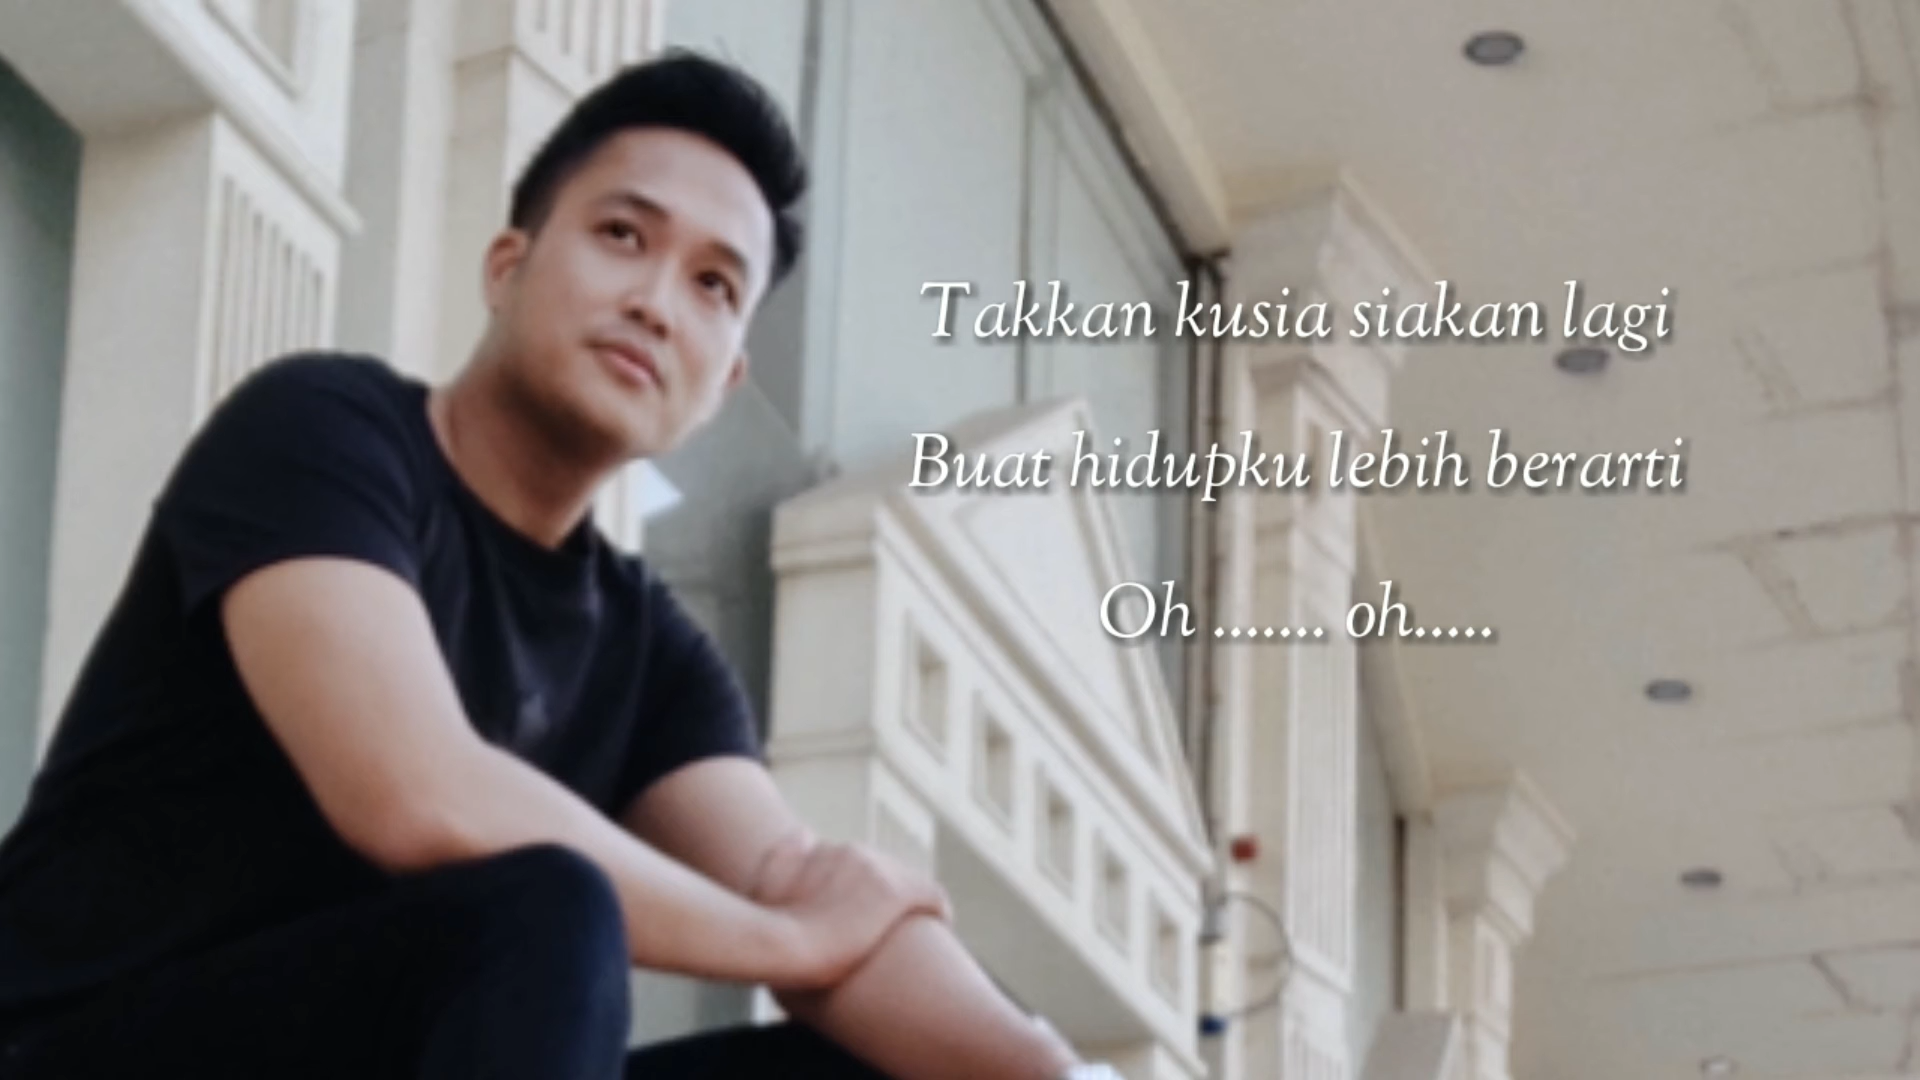 Takkan kusia siakan lagi
Buat hidupku lebih berarti
Oh ....... oh.....